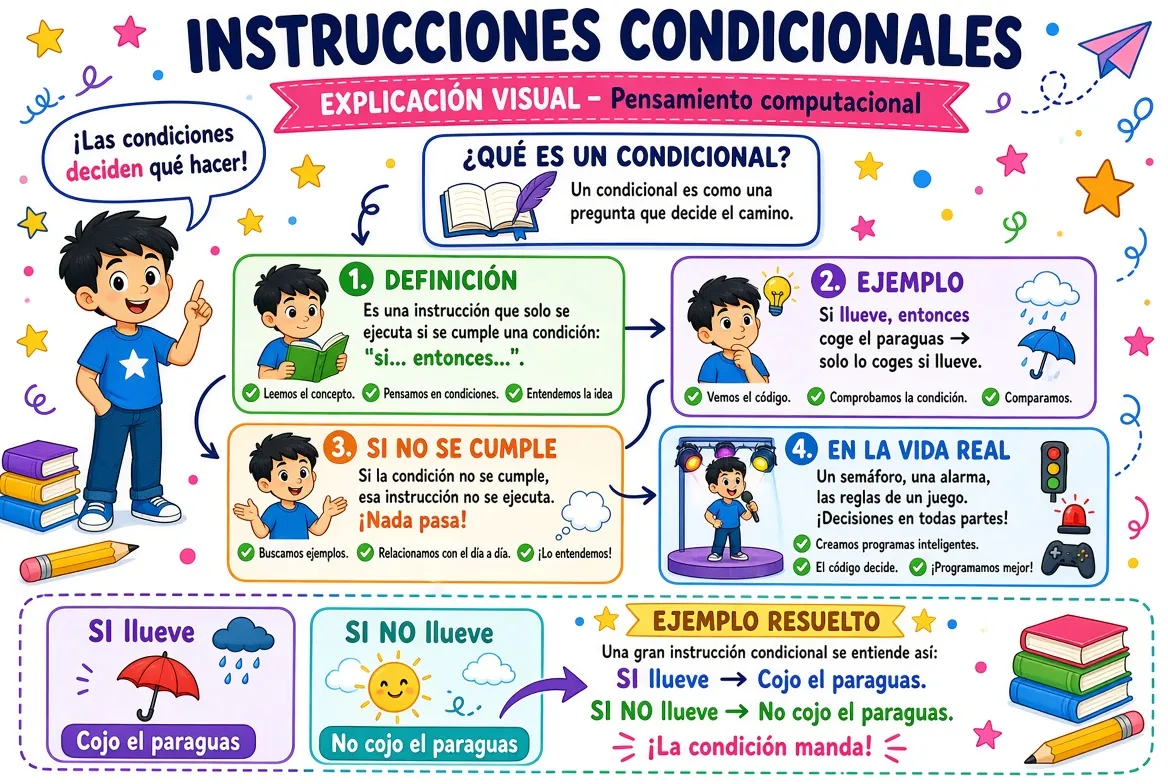 INSTRUCCIONES CONDICIONALES
EXPLICACIÓN VISUAL – Pensamiento computacional
¡Las condiciones
deciden qué hacer!
¿QUÉ ES UN CONDICIONAL?
Un condicional es como una
pregunta que decide el camino.
1. DEFINICIÓN
Es una instrucción que solo se
ejecuta si se cumple una condición:
"si... entonces...".
Leemos el concepto. Pensamos en condiciones. Entendemos la idea
2. EJEMPLO
Si llueve, entonces
coge el paraguas →
solo lo coges si llueve.
Vemos el código. Comprobamos la condición. Comparamos.
3. SI NO SE CUMPLE
Si la condición no se cumple,
esa instrucción no se ejecuta.
¡Nada pasa!
Buscamos ejemplos. Relacionamos con el día a día. ¡Lo entendemos!
4. EN LA VIDA REAL
Un semáforo, una alarma,
las reglas de un juego.
¡Decisiones en todas partes!
Creamos programas inteligentes.
El código decide. ¡Programamos mejor!
SI llueve
Cojo el paraguas
SI NO llueve
No cojo el paraguas
EJEMPLO RESUELTO
Una gran instrucción condicional se entiende así:
SI llueve → Cojo el paraguas.
SI NO llueve → No cojo el paraguas.
¡La condición manda!